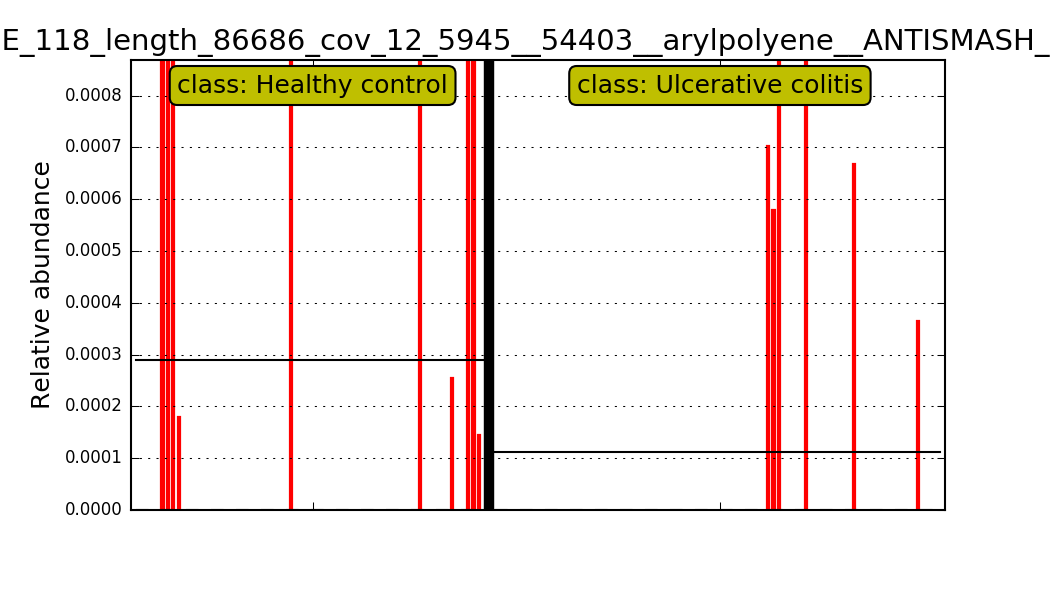 E_118_length_86686_cov_12_5945__54403__arylpolyene__ANTISMASH_
class: Healthy control
class: Ulcerative colitis
Relative abundance
0.0008
0.0007
0.0006
0.0005
0.0004
0.0003
0.0002
0.0001
0.0000